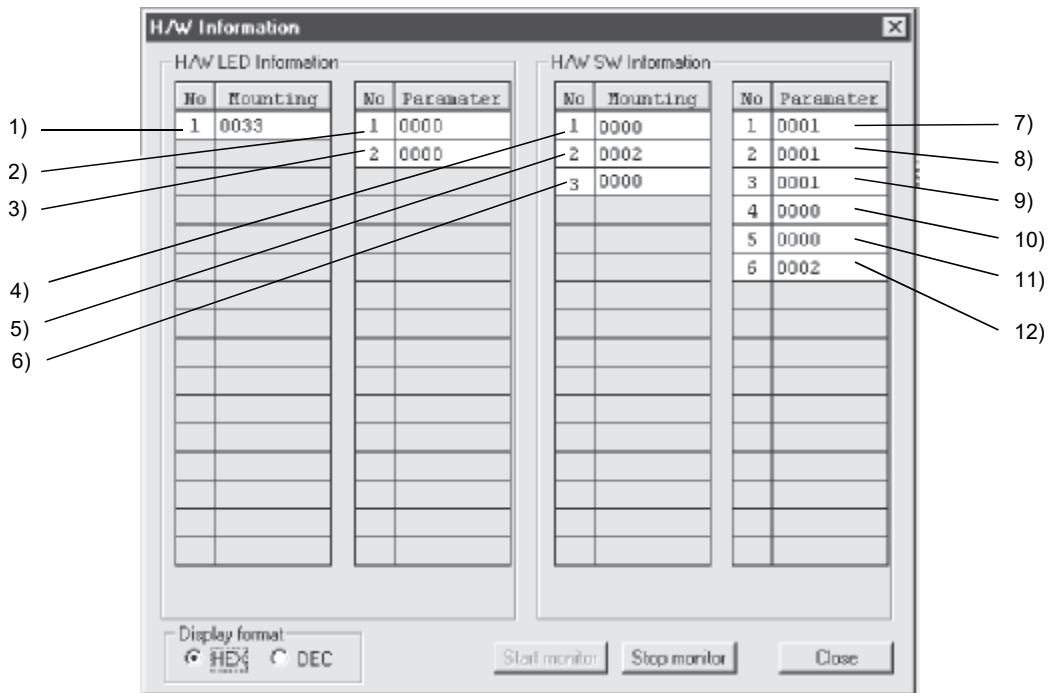 H/W Information
H/W LED Information
H/W SW Information
No Mounting No Paramater No Mounting No Paramater
1) 1 0033 1 0000 1 0000 1 0001 7)
2) 2 0000 2 0002 2 0001 8)
3) 3 0000 3 0001 9)
4 0000 10)
4) 5 0000 11)
5) 6 0002 12)
6)
Display format
HEX DEC
Start monitor Stop monitor Close